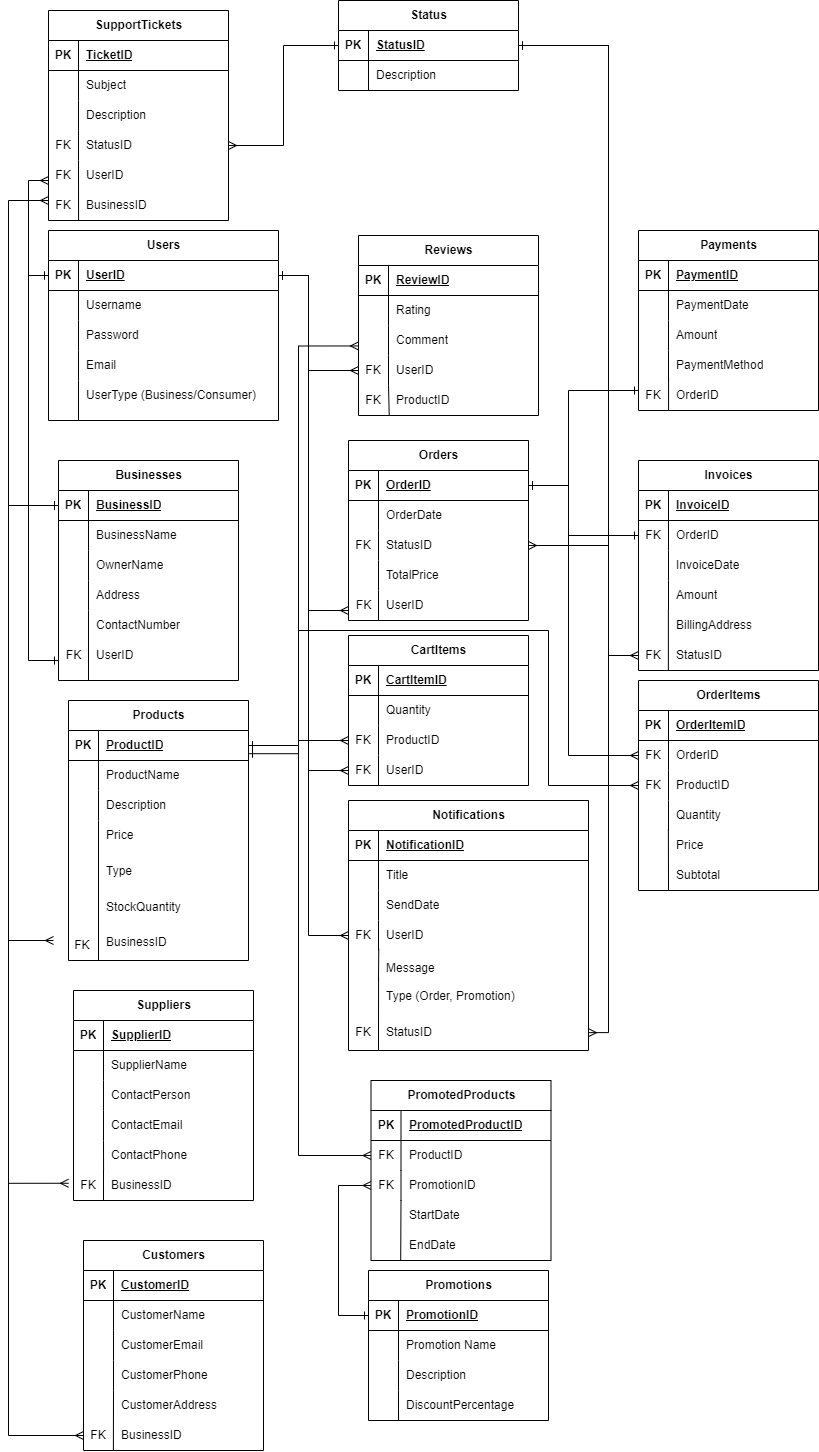 SupportTickets
PK TicketID
Subject
Description
FK StatusID
FK UserID
FK BusinessID
Status
PK StatusID
Description
Users
PK UserID
Username
Password
Email
UserType (Business/Consumer)
Reviews
PK ReviewID
Rating
Comment
FK UserID
FK ProductID
Payments
PK PaymentID
PaymentDate
Amount
PaymentMethod
FK OrderID
Businesses
PK BusinessID
BusinessName
OwnerName
Address
ContactNumber
FK UserID
Orders
PK OrderID
OrderDate
FK StatusID
TotalPrice
FK UserID
Invoices
PK InvoiceID
FK OrderID
InvoiceDate
Amount
BillingAddress
FK StatusID
CartItems
PK CartItemID
Quantity
FK ProductID
FK UserID
OrderItems
PK OrderItemID
FK OrderID
FK ProductID
Quantity
Price
Subtotal
Products
PK ProductID
ProductName
Description
Price
Type
StockQuantity
FK BusinessID
Notifications
PK NotificationID
Title
SendDate
FK UserID
Message
Type (Order, Promotion)
FK StatusID
Suppliers
PK SupplierID
SupplierName
ContactPerson
ContactEmail
ContactPhone
FK BusinessID
PromotedProducts
PK PromotedProductID
FK ProductID
FK PromotionID
StartDate
EndDate
Customers
PK CustomerID
CustomerName
CustomerEmail
CustomerPhone
CustomerAddress
FK BusinessID
Promotions
PK PromotionID
Promotion Name
Description
DiscountPercentage